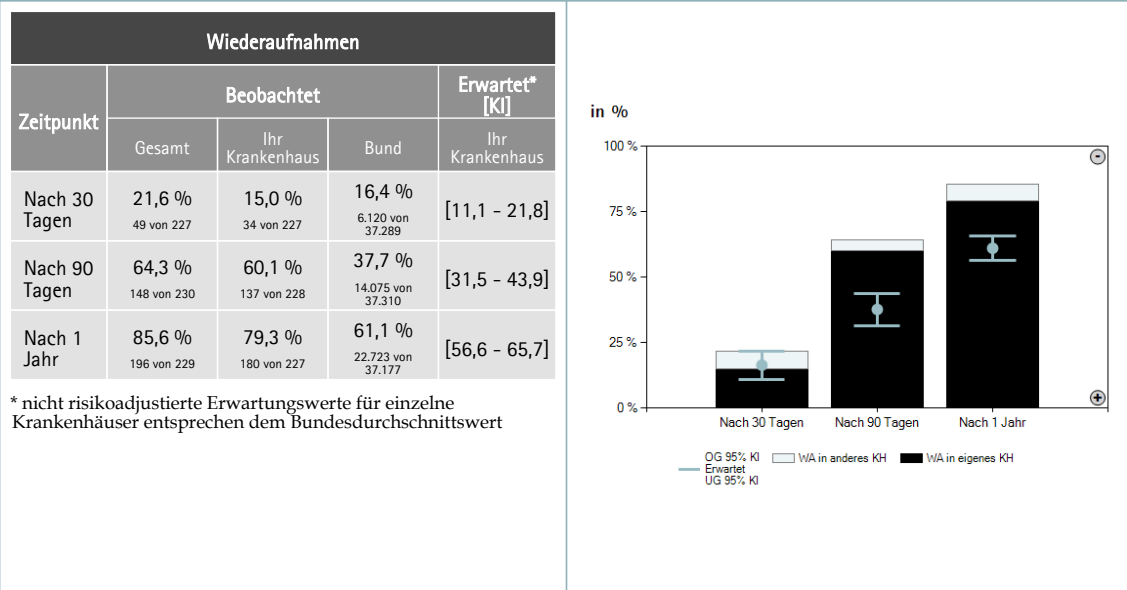 Wiederaufnahmen
Zeitpunkt
Beobachtet
Erwartet*
[KI]
Gesamt
Ihr
Krankenhaus
Bund
Ihr
Krankenhaus
Nach 30
Tagen
21,6 %
49 von 227
15,0 %
34 von 227
16,4 %
6.120 von
37.289
[11,1 - 21,8]
Nach 90
Tagen
64,3 %
148 von 230
60,1 %
137 von 228
37,7 %
14.075 von
37.310
[31,5 - 43,9]
Nach 1
Jahr
85,6 %
196 von 229
79,3 %
180 von 227
61,1 %
22.723 von
37.177
[56,6 - 65,7]
* nicht risikoadjustierte Erwartungswerte für einzelne
Krankenhäuser entsprechen dem Bundesdurchschnittswert
in %
100 %
75 %
50 %
25 %
0 %
Nach 30 Tagen
Nach 90 Tagen
Nach 1 Jahr
OG 95% KI
Erwartet
UG 95% KI
WA in anderes KH
WA in eigenes KH